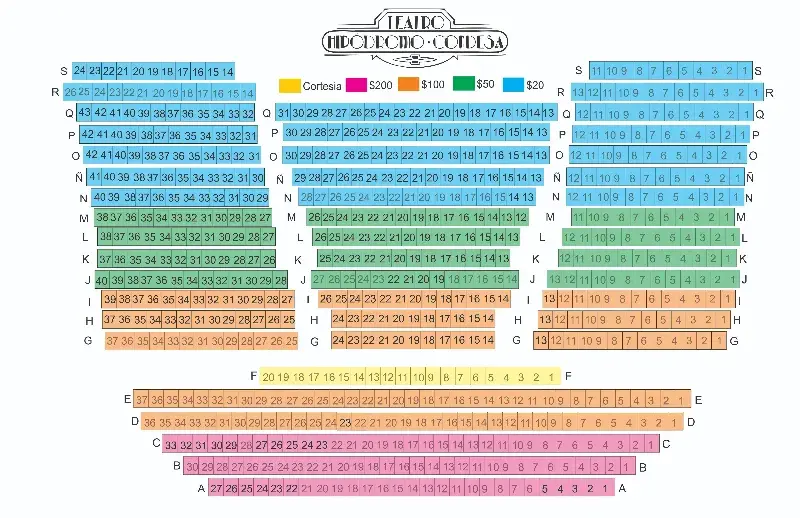 TEATRO
HIPODROMO·CONDESA
Cortesia $200 $100 $50 $20
S 24 23 22 21 20 19 18 17 16 15 14 11 10 9 8 7 6 5 4 3 2 1 S
R 26 25 24 23 22 21 20 19 18 17 16 15 14 13 12 11 10 9 8 7 6 5 4 3 2 1 R
Q 43 42 41 40 39 38 37 36 35 34 33 32 Q 31 30 29 28 27 26 25 24 23 22 21 20 19 18 17 16 15 14 13 Q 12 11 10 9 8 7 6 5 4 3 2 1 Q
P 42 41 40 39 38 37 36 35 34 33 32 31 P 30 29 28 27 26 25 24 23 22 21 20 19 18 17 16 15 14 13 P 12 11 10 9 8 7 6 5 4 3 2 1 P
O 42 41 40 39 38 37 36 35 34 33 32 31 O 30 29 28 27 26 25 24 23 22 21 20 19 18 17 16 15 14 13 O 12 11 10 9 8 7 6 5 4 3 2 1 O
Ñ 41 40 39 38 37 36 35 34 33 32 31 30 Ñ 29 28 27 26 25 24 23 22 21 20 19 18 17 16 15 14 13 Ñ 12 11 10 9 8 7 6 5 4 3 2 1 Ñ
N 40 39 38 37 36 35 34 33 32 31 30 29 N 28 27 26 25 24 23 22 21 20 19 18 17 16 15 14 13 N 12 11 10 9 8 7 6 5 4 3 2 1 N
M 38 37 36 35 34 33 32 31 30 29 28 27 M 26 25 24 23 22 21 20 19 18 17 16 15 14 13 12 M 11 10 9 8 7 6 5 4 3 2 1 M
L 38 37 36 35 34 33 32 31 30 29 28 27 L 26 25 24 23 22 21 20 19 18 17 16 15 14 13 L 12 11 10 9 8 7 6 5 4 3 2 1 L
K 37 36 35 34 33 32 31 30 29 28 27 26 K 25 24 23 22 21 20 19 18 17 16 15 14 13 K 12 11 10 9 8 7 6 5 4 3 2 1 K
J 40 39 38 37 36 35 34 33 32 31 30 29 28 J 27 26 25 24 23 22 21 20 19 18 17 16 15 14 J 13 12 11 10 9 8 7 6 5 4 3 2 1 J
I 39 38 37 36 35 34 33 32 31 30 29 28 27 I 26 25 24 23 22 21 20 19 18 17 16 15 14 I 13 12 11 10 9 8 7 6 5 4 3 2 1 I
H 37 36 35 34 33 32 31 30 29 28 27 26 25 H 24 23 22 21 20 19 18 17 16 15 14 H 13 12 11 10 9 8 7 6 5 4 3 2 1 H
G 37 36 35 34 33 32 31 30 29 28 27 26 25 G 24 23 22 21 20 19 18 17 16 15 14 G 13 12 11 10 9 8 7 6 5 4 3 2 1 G
F 20 19 18 17 16 15 14 13 12 11 10 9 8 7 6 5 4 3 2 1 F
E 37 36 35 34 33 32 31 30 29 28 27 26 25 24 23 22 21 20 19 18 17 16 15 14 13 12 11 10 9 8 7 6 5 4 3 2 1 E
D 36 35 34 33 32 31 30 29 28 27 26 25 24 23 22 21 20 19 18 17 16 15 14 13 12 11 10 9 8 7 6 5 4 3 2 1 D
C 33 32 31 30 29 28 27 26 25 24 23 22 21 20 19 18 17 16 15 14 13 12 11 10 9 8 7 6 5 4 3 2 1 C
B 30 29 28 27 26 25 24 23 22 21 20 19 18 17 16 15 14 13 12 11 10 9 8 7 6 5 4 3 2 1 B
A 27 26 25 24 23 22 21 20 19 18 17 16 15 14 13 12 11 10 9 8 7 6 5 4 3 2 1 A